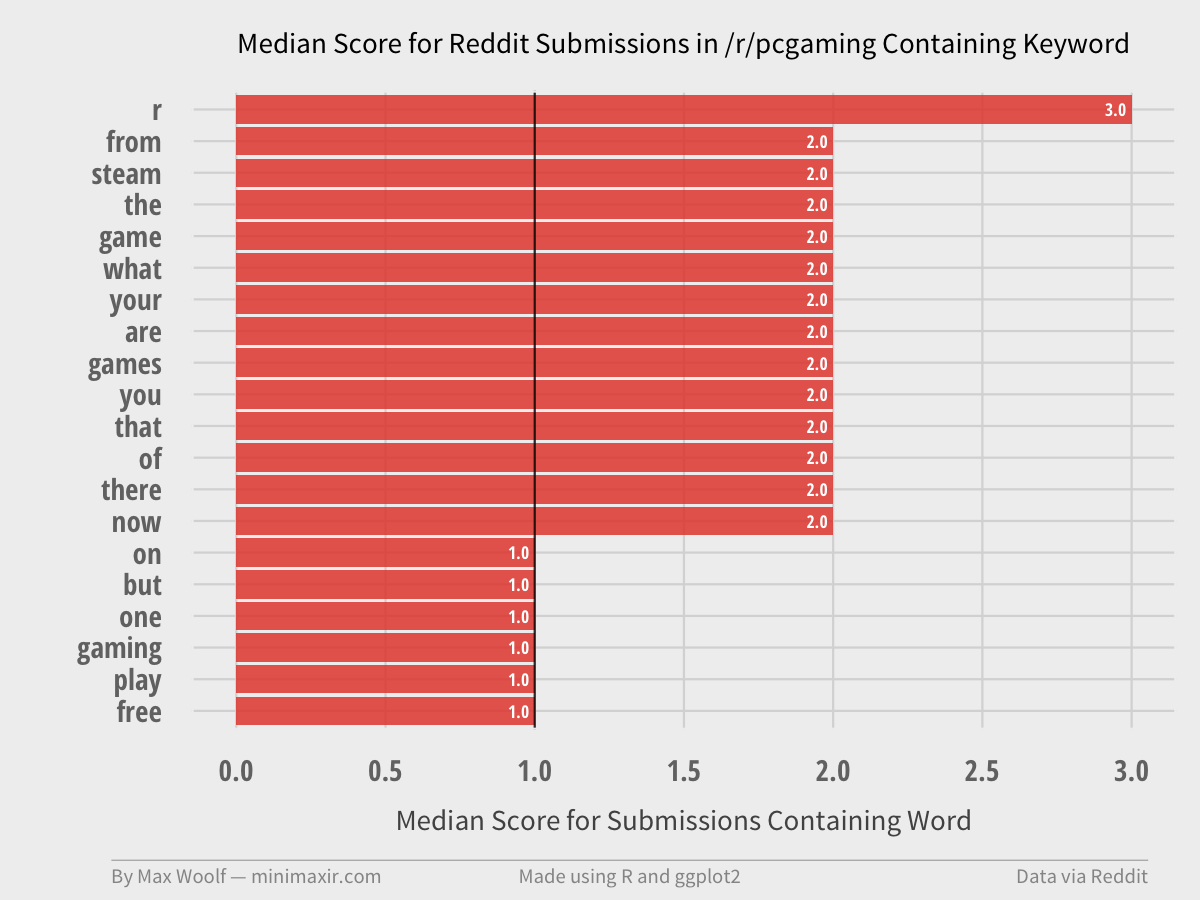 Median Score for Reddit Submissions in /r/pcgaming Containing Keyword
r 3.0
from 2.0
steam 2.0
the 2.0
game 2.0
what 2.0
your 2.0
are 2.0
games 2.0
you 2.0
that 2.0
of 2.0
there 2.0
now 2.0
on 1.0
but 1.0
one 1.0
gaming 1.0
play 1.0
free 1.0
0.0 0.5 1.0 1.5 2.0 2.5 3.0
Median Score for Submissions Containing Word
By Max Woolf — minimaxir.com Made using R and ggplot2 Data via Reddit